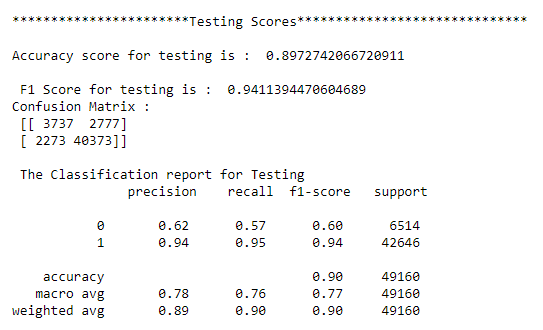 ***********************Testing Scores******************************
Accuracy score for testing is :  0.8972742066720911
F1 Score for testing is :  0.9411394470604689
Confusion Matrix :
[[ 3737  2777]
[ 2273 40373]]
The Classification report for Testing
precision    recall  f1-score   support
0       0.62      0.57      0.60      6514
1       0.94      0.95      0.94     42646
accuracy                           0.90     49160
macro avg       0.78      0.76      0.77     49160
weighted avg       0.89      0.90      0.90     49160